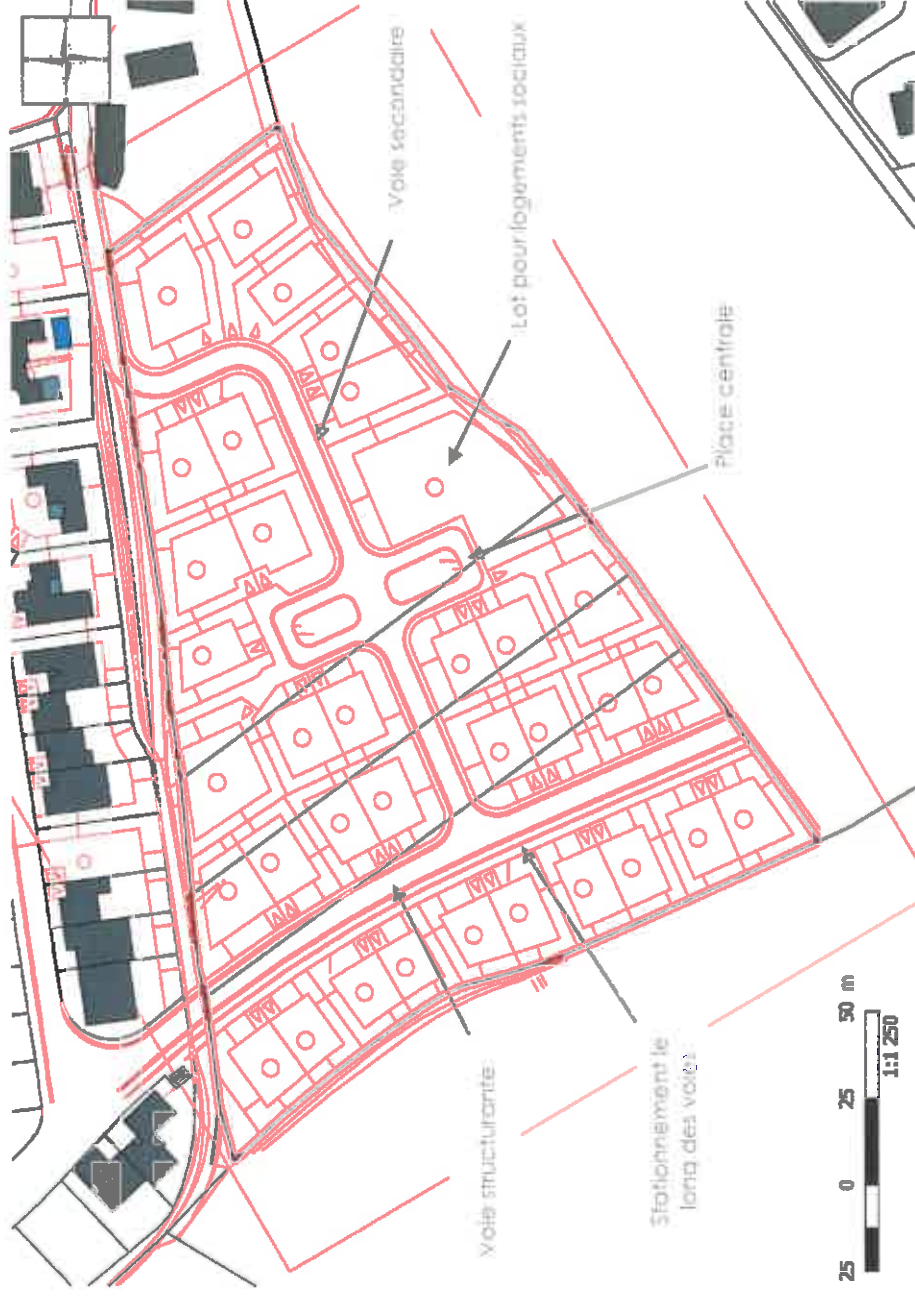 Voie secondaire
Lot pour logements sociaux
Place centrale
Voie structurante
Stationnement le
long des voies
25 0 25 50 m
1:1 250